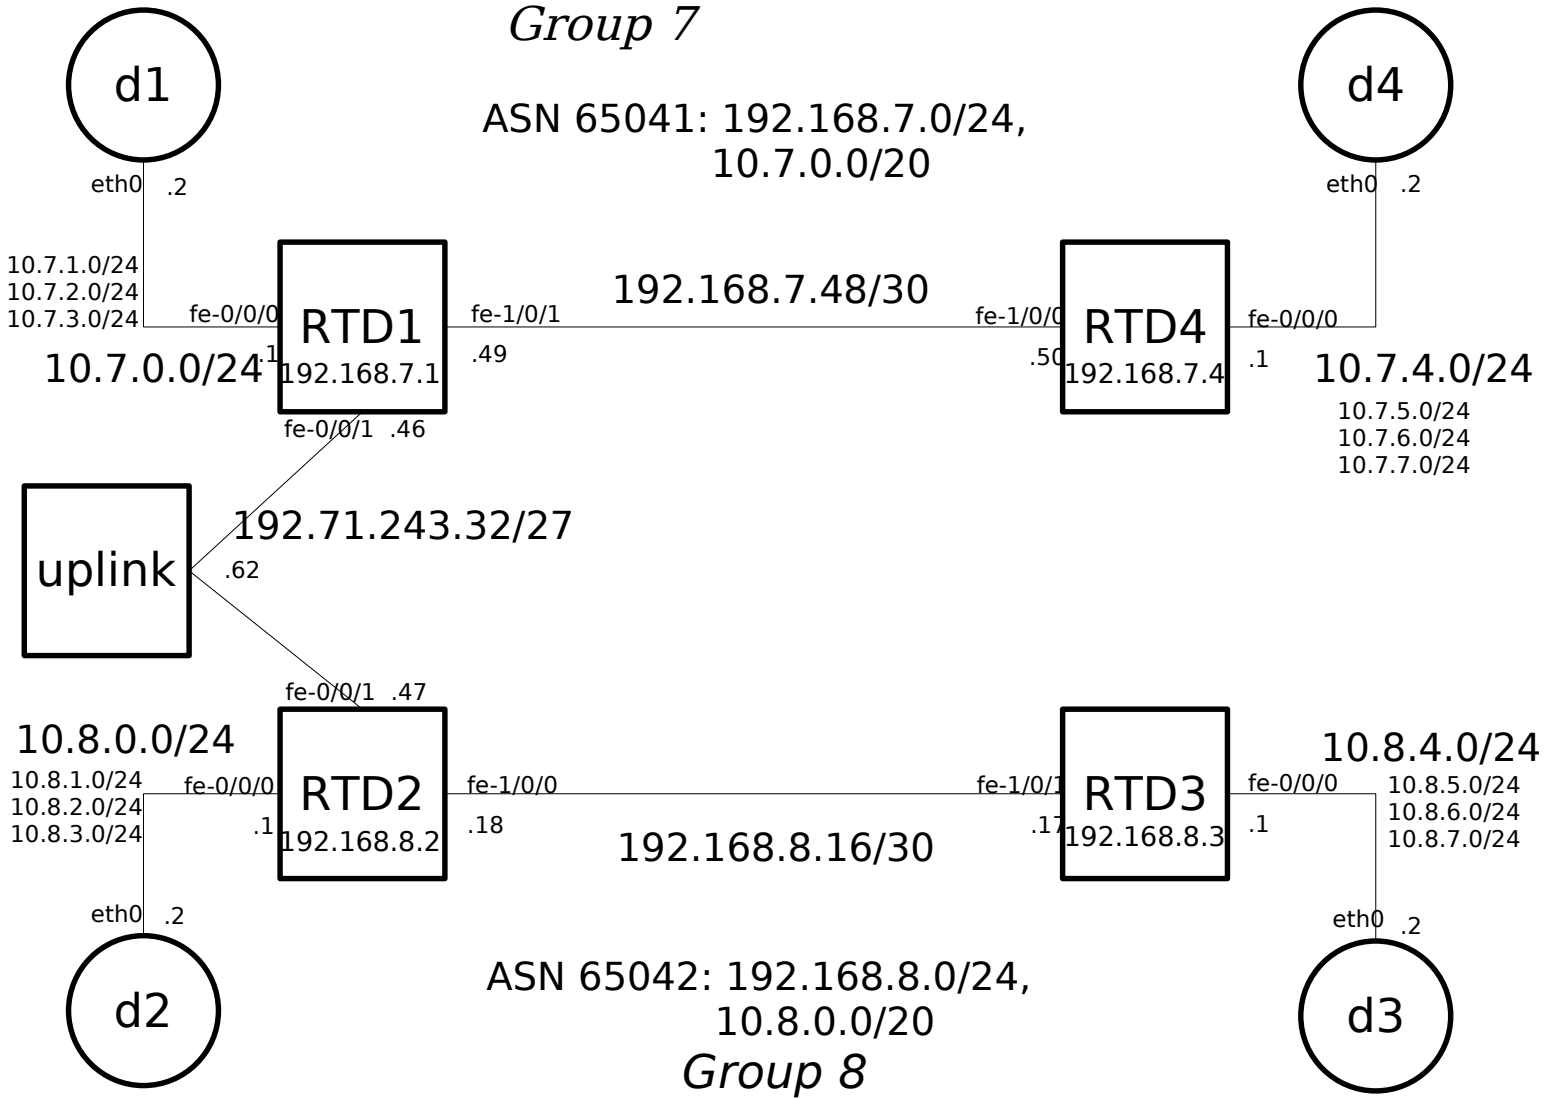 Group 7
d1
d4
ASN 65041: 192.168.7.0/24,
10.7.0.0/20
eth0 .2
eth0 .2
10.7.1.0/24
10.7.2.0/24
10.7.3.0/24
10.7.0.0/24
fe-0/0/0
.1
RTD1
192.168.7.1
fe-1/0/1
.49
192.168.7.48/30
fe-1/0/0
.50
RTD4
192.168.7.4
fe-0/0/0
.1
10.7.4.0/24
10.7.5.0/24
10.7.6.0/24
10.7.7.0/24
fe-0/0/1 .46
192.71.243.32/27
uplink
.62
fe-0/0/1 .47
10.8.0.0/24
10.8.1.0/24
10.8.2.0/24
10.8.3.0/24
fe-0/0/0
.1
RTD2
192.168.8.2
fe-1/0/0
.18
192.168.8.16/30
fe-1/0/1
.17
RTD3
192.168.8.3
fe-0/0/0
.1
10.8.4.0/24
10.8.5.0/24
10.8.6.0/24
10.8.7.0/24
eth0 .2
eth0 .2
d2
d3
ASN 65042: 192.168.8.0/24,
10.8.0.0/20
Group 8